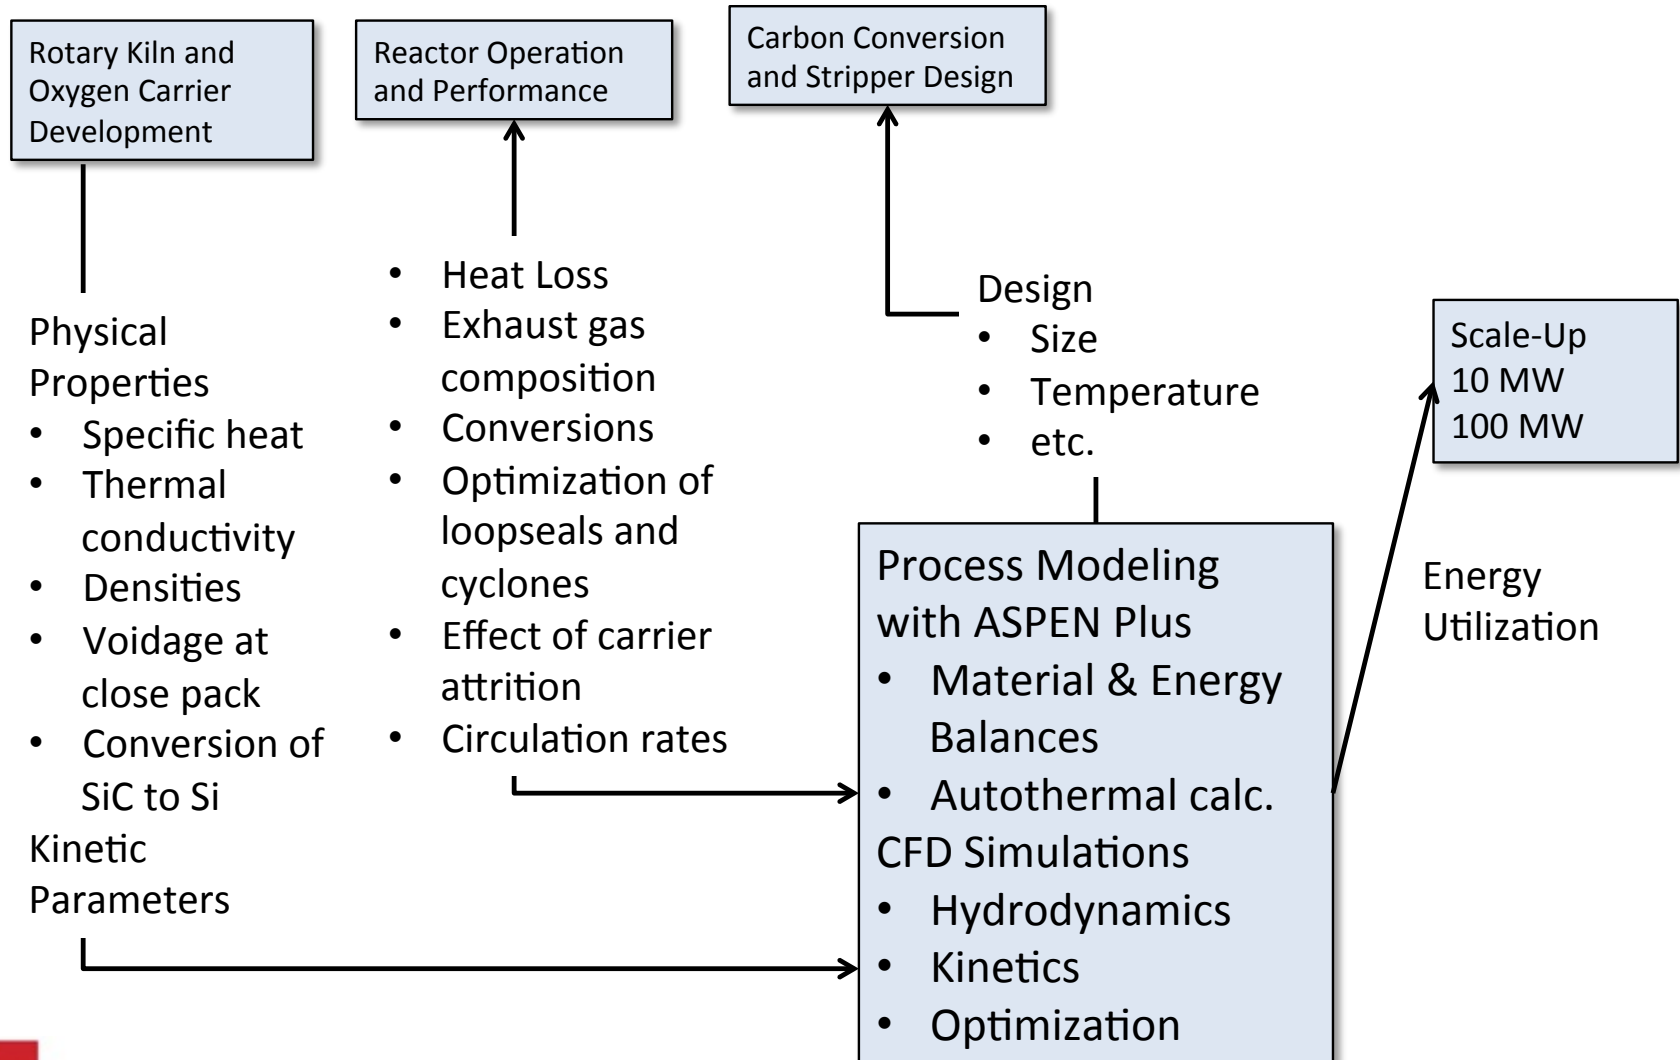 Rotary Kiln and
Oxygen Carrier
Development
Reactor Operation
and Performance
Carbon Conversion
and Stripper Design
Physical
Properties
• Specific heat
• Thermal
conductivity
• Densities
• Voidage at
close pack
• Conversion of
SiC to Si
Kinetic
Parameters
• Heat Loss
• Exhaust gas
composition
• Conversions
• Optimization of
loopseals and
cyclones
• Effect of carrier
attrition
• Circulation rates
Design
• Size
• Temperature
• etc.
Process Modeling
with ASPEN Plus
• Material & Energy
Balances
• Autothermal calc.
CFD Simulations
• Hydrodynamics
• Kinetics
• Optimization
Scale-Up
10 MW
100 MW
Energy
Utilization